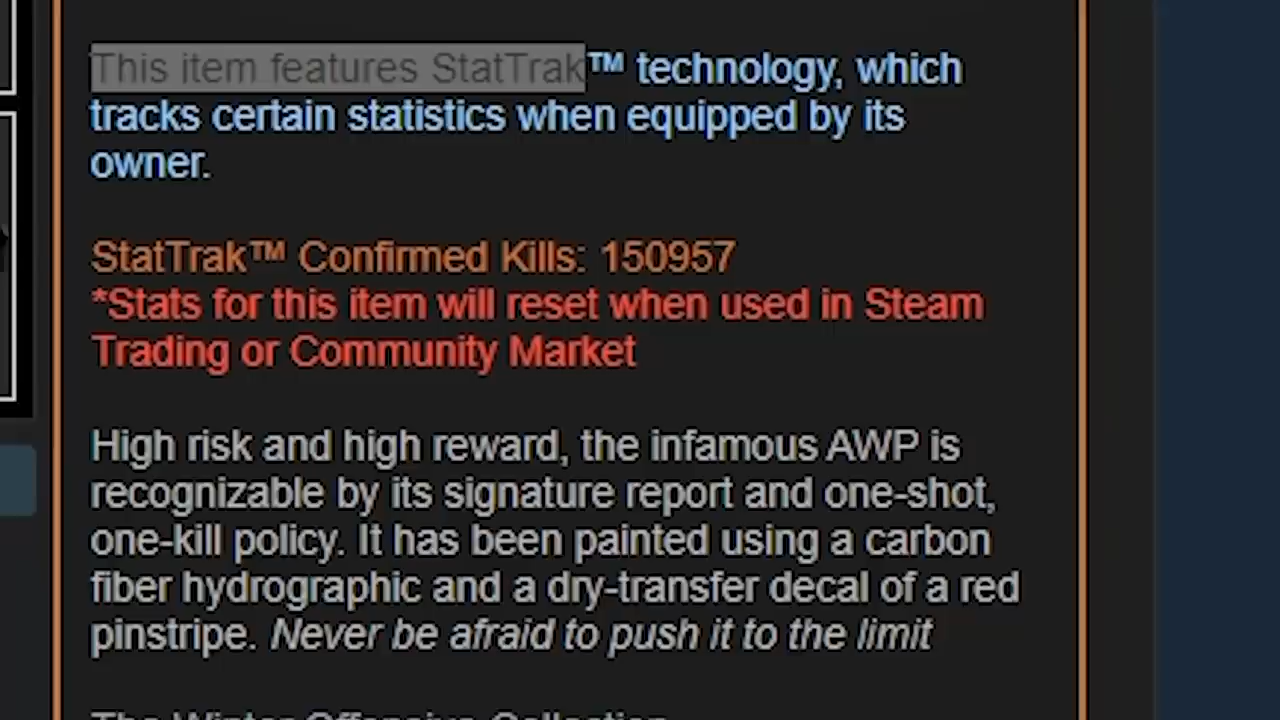 This item features StatTrak™ technology, which
tracks certain statistics when equipped by its
owner.
StatTrak™ Confirmed Kills: 150957
*Stats for this item will reset when used in Steam
Trading or Community Market
High risk and high reward, the infamous AWP is
recognizable by its signature report and one-shot,
one-kill policy. It has been painted using a carbon
fiber hydrographic and a dry-transfer decal of a red
pinstripe. Never be afraid to push it to the limit
The Winter Offensive Collection